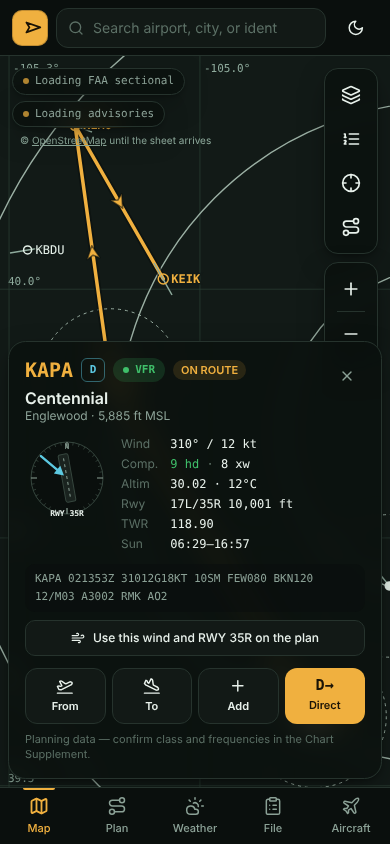 Search airport, city, or ident
-105.0°
Loading FAA sectional
Loading advisories
© OpenStreetMap until the sheet arrives
KBDU
KEIK
40.0°
KAPA D VFR ON ROUTE
Centennial
Englewood · 5,885 ft MSL
N
RWY 35R
Wind 310° / 12 kt
Comp. 9 hd · 8 xw
Altim 30.02 · 12°C
Rwy 17L/35R 10,001 ft
TWR 118.90
Sun 06:29–16:57
KAPA 021353Z 31012G18KT 10SM FEW080 BKN120
12/M03 A3002 RMK AO2
Use this wind and RWY 35R on the plan
D→
From To Add Direct
Planning data — confirm class and frequencies in the Chart
Supplement.
Map Plan Weather File Aircraft